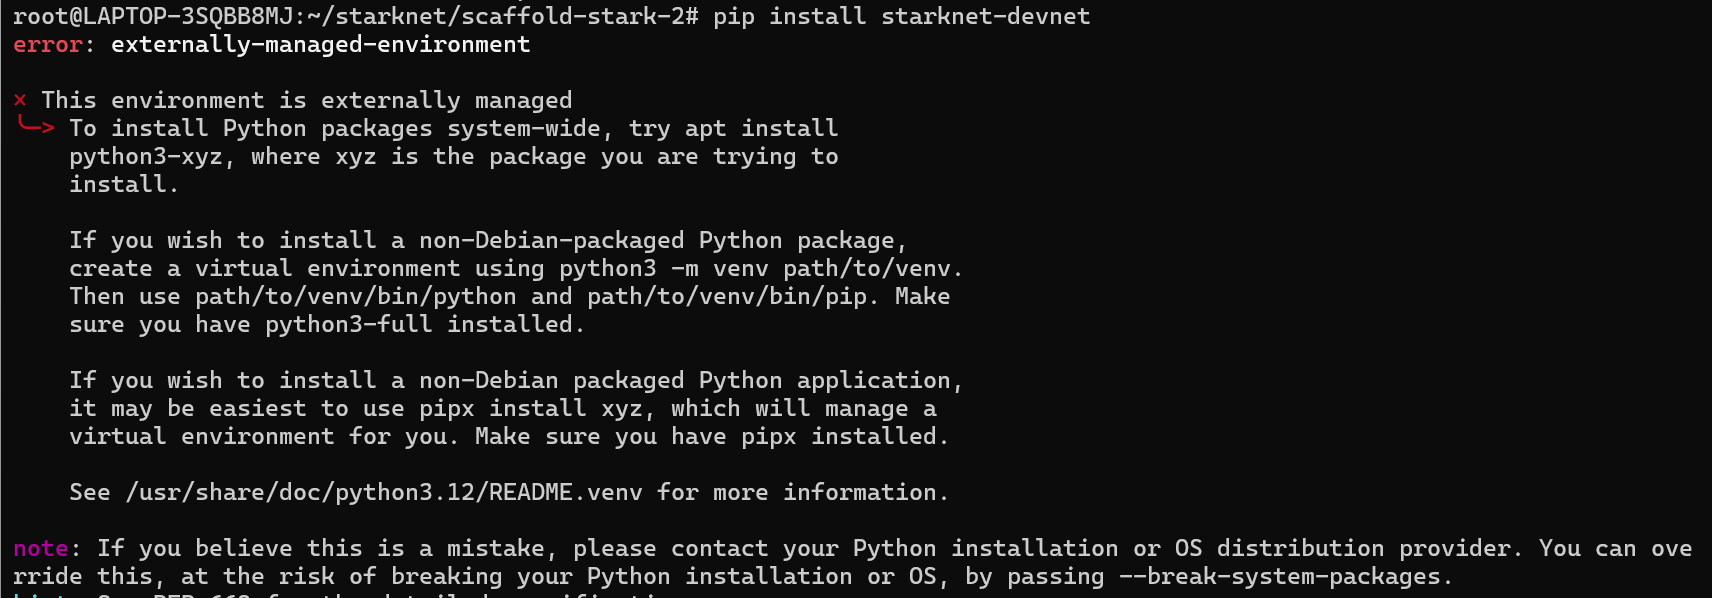 root@LAPTOP-3SQBB8MJ:~/starknet/scaffold-stark-2# pip install starknet-devnet
error: externally-managed-environment
× This environment is externally managed
╰─> To install Python packages system-wide, try apt install
python3-xyz, where xyz is the package you are trying to
install.
If you wish to install a non-Debian-packaged Python package,
create a virtual environment using python3 -m venv path/to/venv.
Then use path/to/venv/bin/python and path/to/venv/bin/pip. Make
sure you have python3-full installed.
If you wish to install a non-Debian packaged Python application,
it may be easiest to use pipx install xyz, which will manage a
virtual environment for you. Make sure you have pipx installed.
See /usr/share/doc/python3.12/README.venv for more information.
note: If you believe this is a mistake, please contact your Python installation or OS distribution provider. You can ove
rride this, at the risk of breaking your Python installation or OS, by passing --break-system-packages.